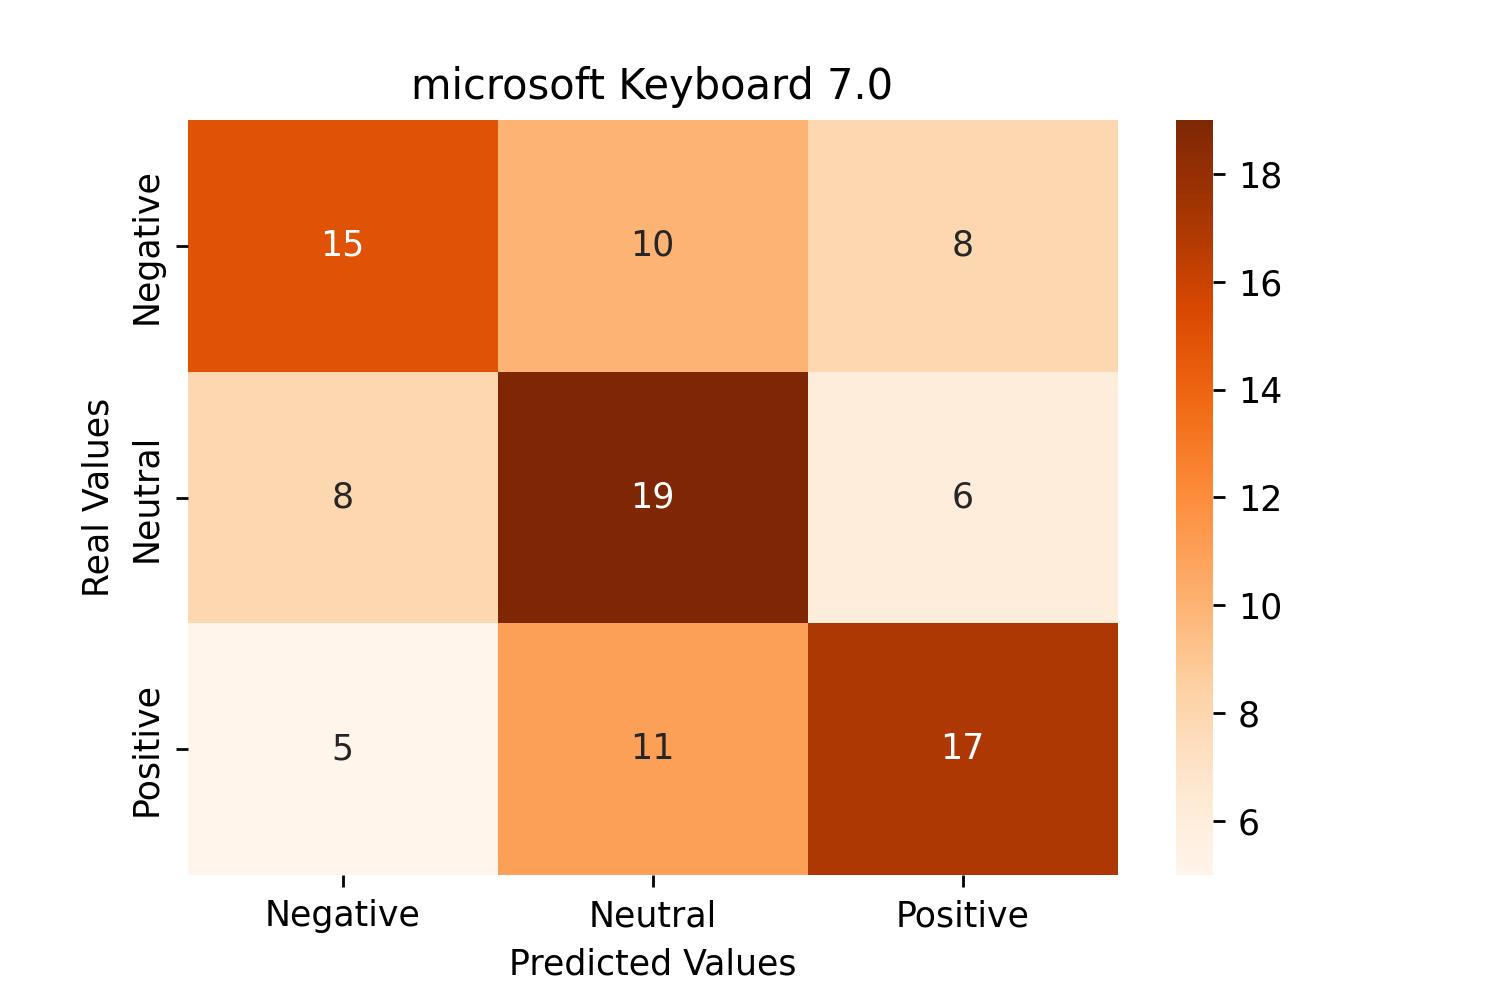 microsoft Keyboard 7.0
Real Values
Negative
15 10 8
Neutral
8 19 6
Positive
5 11 17
Negative Neutral Positive
Predicted Values
18
16
14
12
10
8
6